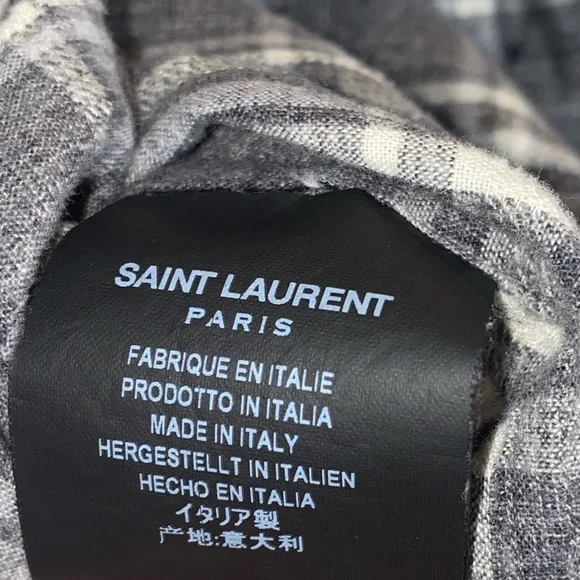 SAINT LAURENT
PARIS
FABRIQUE EN ITALIE
PRODOTTO IN ITALIA
MADE IN ITALY
HERGESTELLT IN ITALIEN
HECHO EN ITALIA
イタリア製
产地:意大利